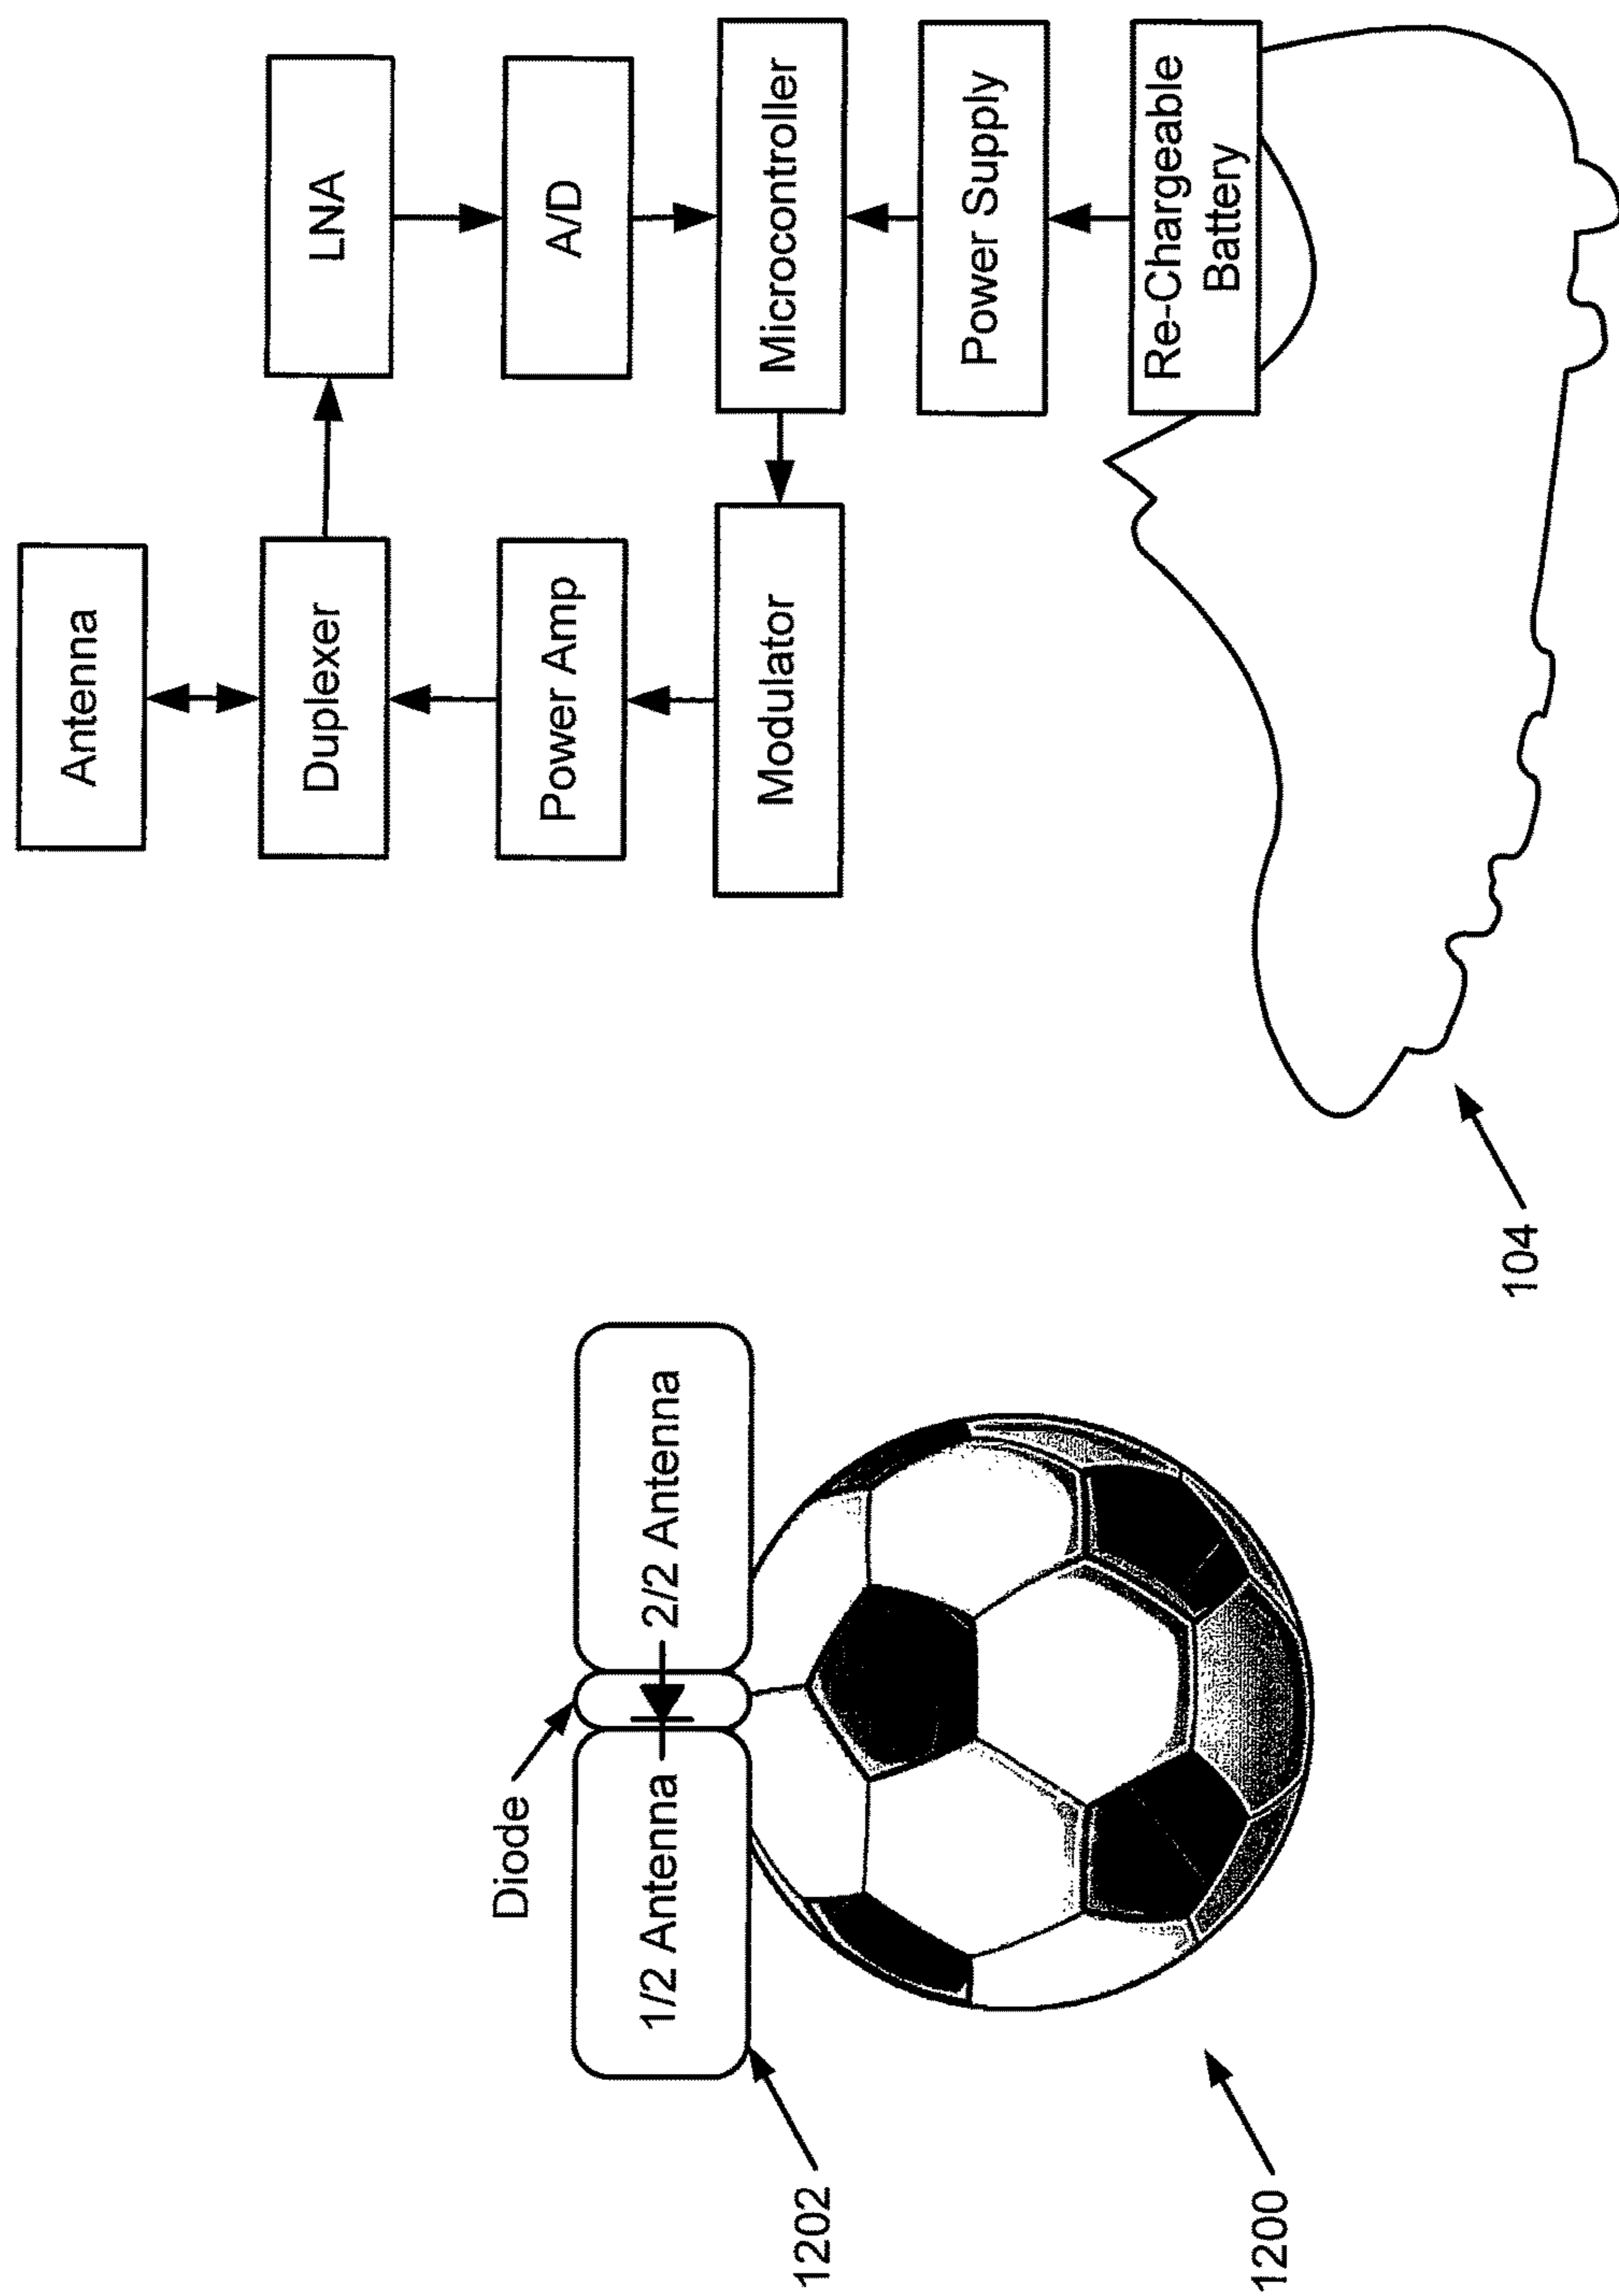 Diode
1/2 Antenna
2/2 Antenna
1202
1200
Antenna
Duplexer
LNA
Power Amp
A/D
Modulator
Microcontroller
Power Supply
Re-Chargeable
Battery
104